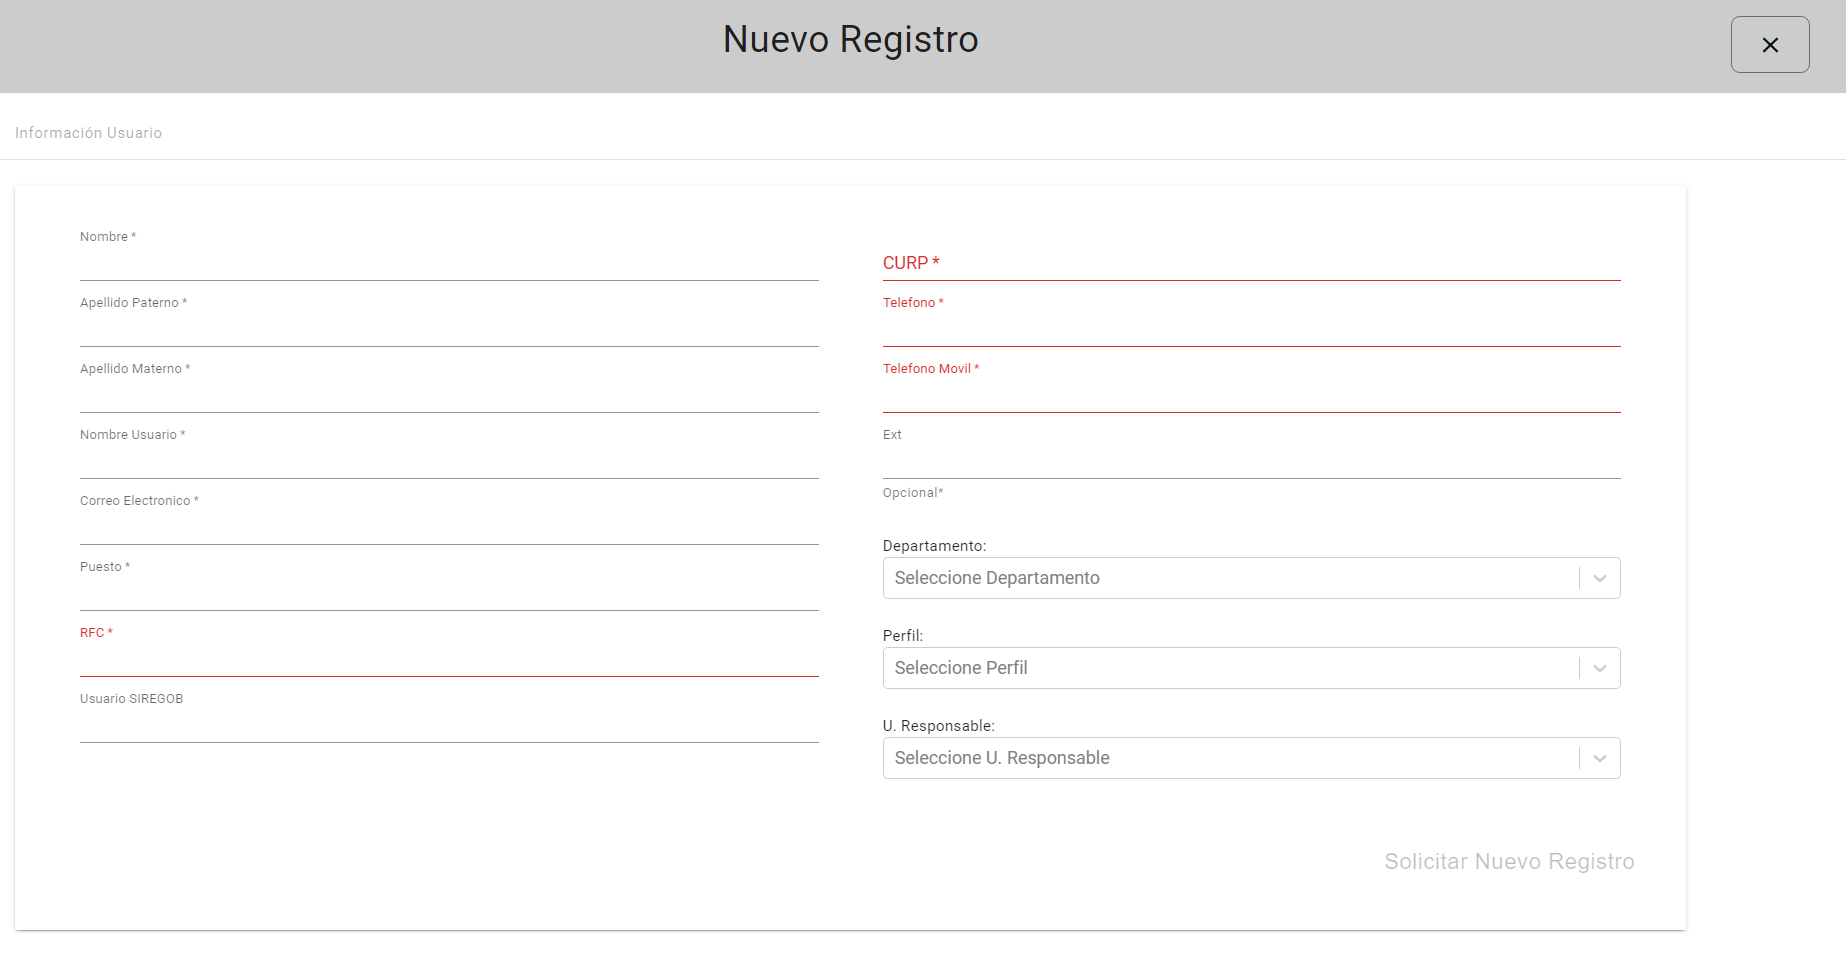 Nuevo Registro
Información Usuario
Nombre *
Apellido Paterno *
Apellido Materno *
Nombre Usuario *
Correo Electronico *
Puesto *
RFC *
Usuario SIREGOB
CURP *
Telefono *
Telefono Movil *
Ext
Opcional*
Departamento:
Seleccione Departamento
Perfil:
Seleccione Perfil
U. Responsable:
Seleccione U. Responsable
Solicitar Nuevo Registro